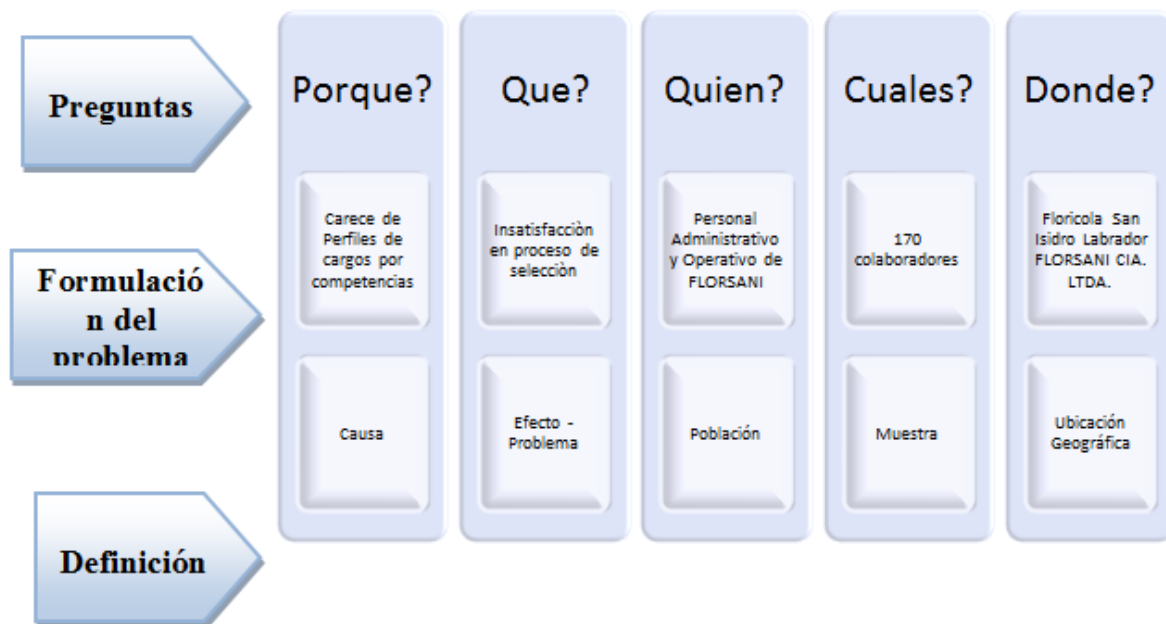 Preguntas
Porque?
Que?
Quien?
Cuales?
Donde?
Formulació
n del
problema
Carece de
Perfiles de
cargos por
competencias
Insatisfacciòn
en proceso de
selecciòn
Personal
Administrativo
y Operativo de
FLORSANI
170
colaboradores
Floricola San
Isidro Labrador
FLORSANI CIA.
LTDA.
Definición
Causa
Efecto -
Problema
Población
Muestra
Ubicación
Geográfica